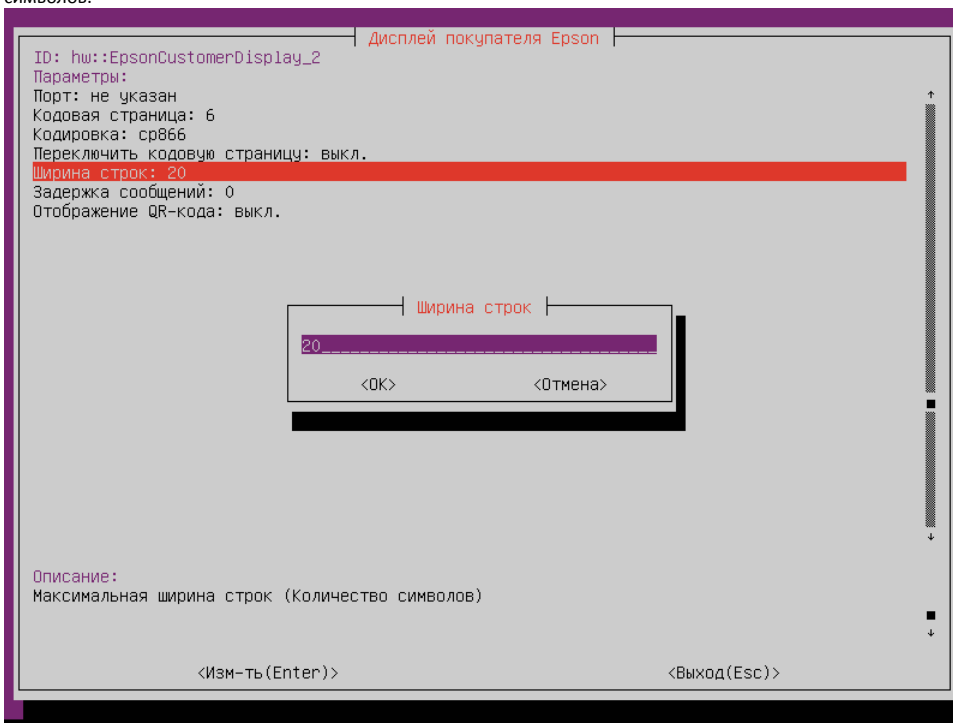 символов.
Дисплей покупателя Epson
ID: hw::EpsonCustomerDisplay_2
Параметры:
Порт: не указан
Кодовая страница: 6
Кодировка: cp866
Переключить кодовую страницу: выкл.
Ширина строк: 20
Задержка сообщений: 0
Отображение QR-кода: выкл.
Ширина строк
20___________________________________
<OK> <Отмена>
Описание:
Максимальная ширина строк (Количество символов)
<Изм-ть(Enter)> <Выход(Esc)>